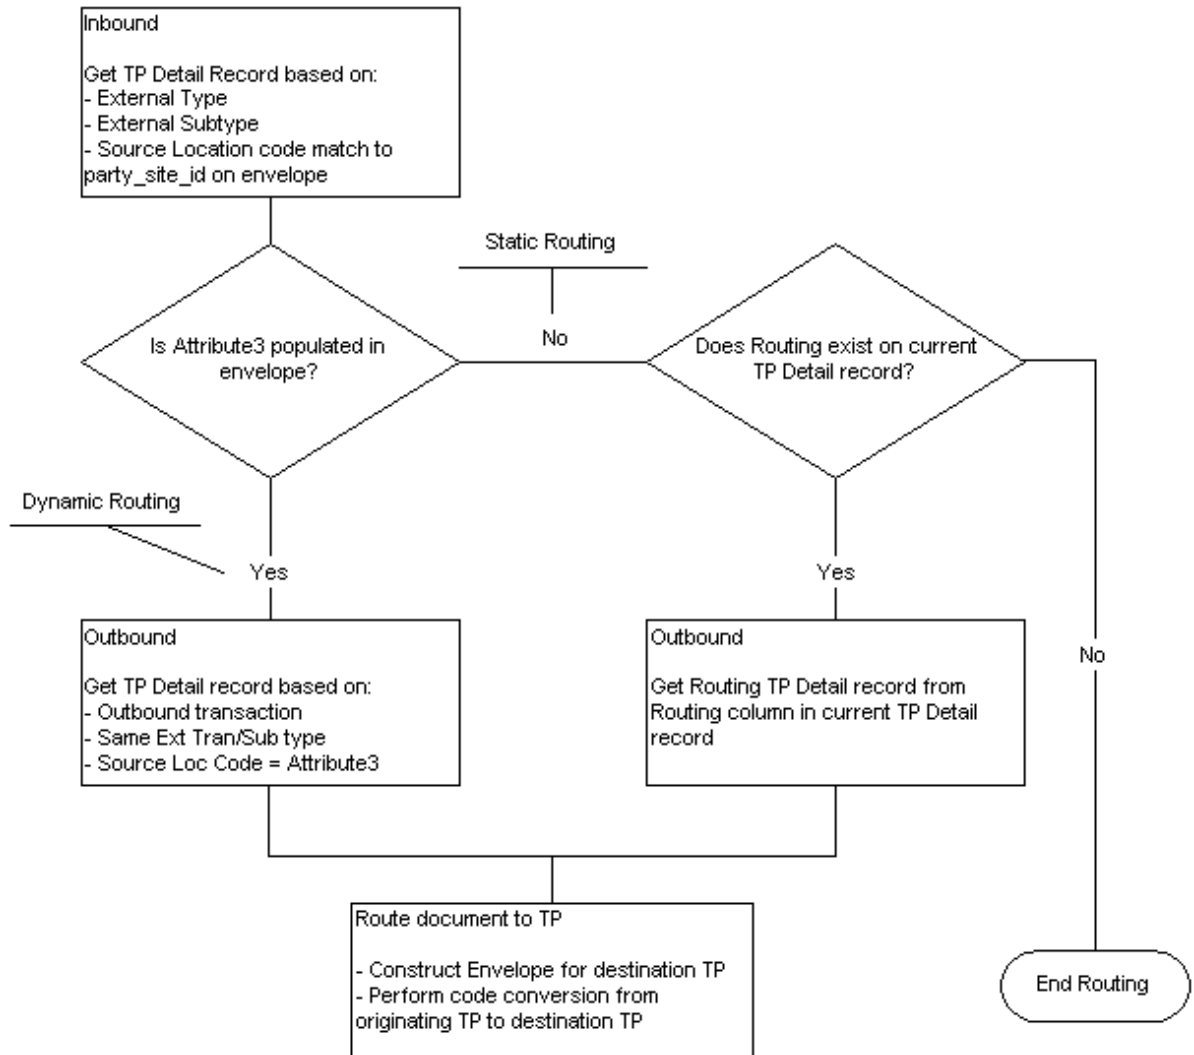 Inbound
Get TP Detail Record based on:
- External Type
- External Subtype
- Source Location code match to
party_site_id on envelope
Static Routing
Is Attribute3 populated in
envelope?
No
Does Routing exist on current
TP Detail record?
Dynamic Routing
Yes
Yes
Outbound
Get TP Detail record based on:
- Outbound transaction
- Same Ext Tran/Sub type
- Source Loc Code = Attribute3
Outbound
Get Routing TP Detail record from
Routing column in current TP Detail
record
No
Route document to TP
- Construct Envelope for destination TP
- Perform code conversion from
originating TP to destination TP
End Routing